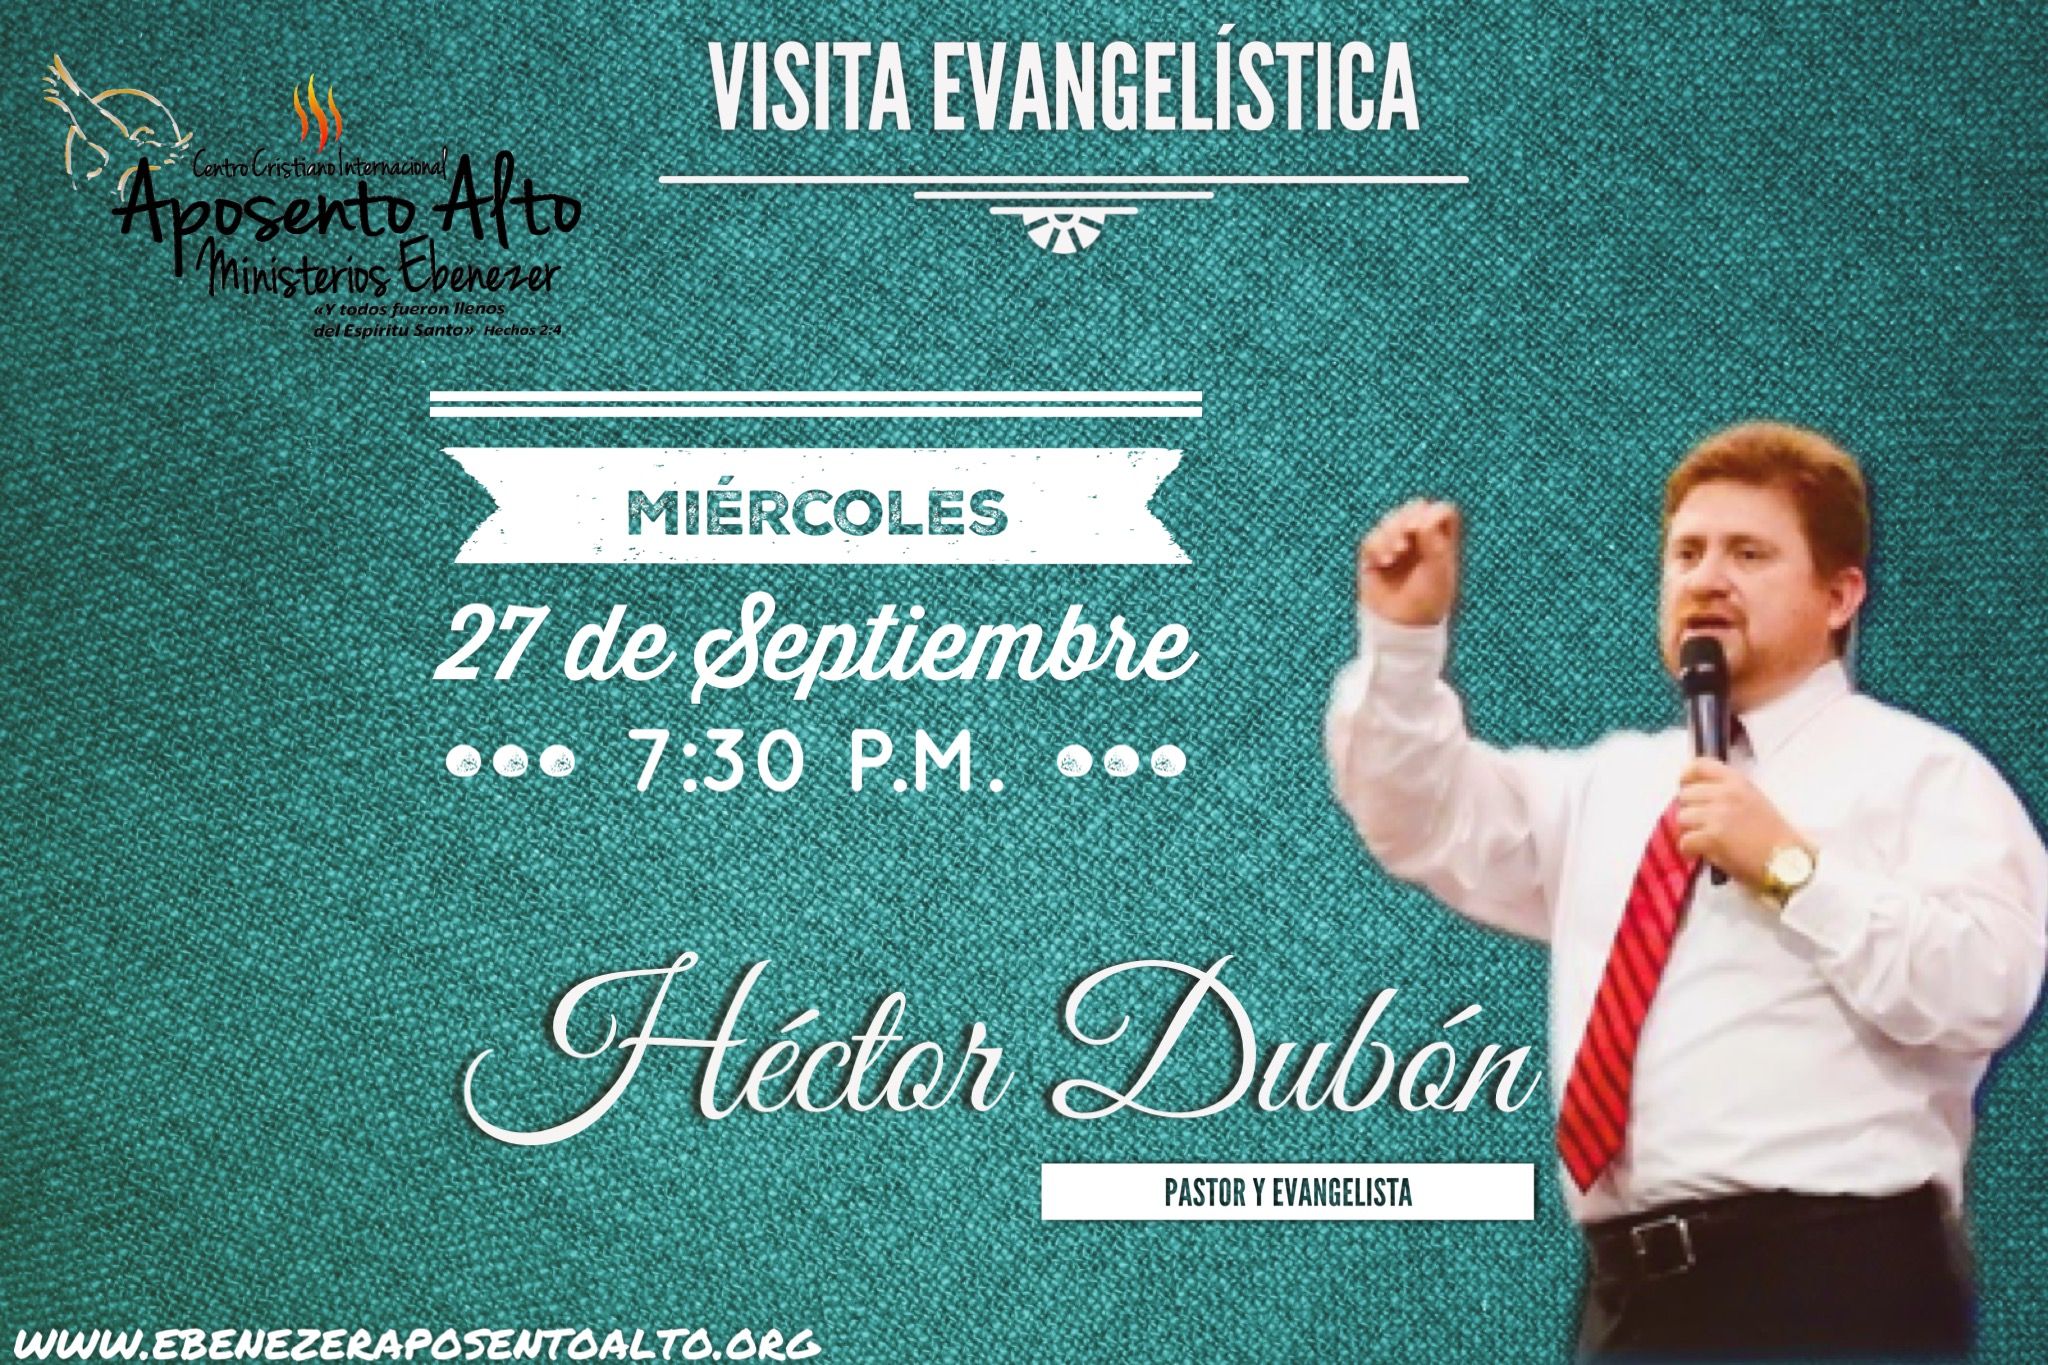 VISITA EVANGELÍSTICA
Centro Cristiano Internacional
Aposento Alto
Ministerios Ebenezer
«Y todos fueron llenos
del Espíritu Santo» Hechos 2:4
MIÉRCOLES
27 de Septiembre
7:30 P.M.
Héctor Dubón
PASTOR Y EVANGELISTA
WWW.EBENEZERAPOSENTOALTO.ORG